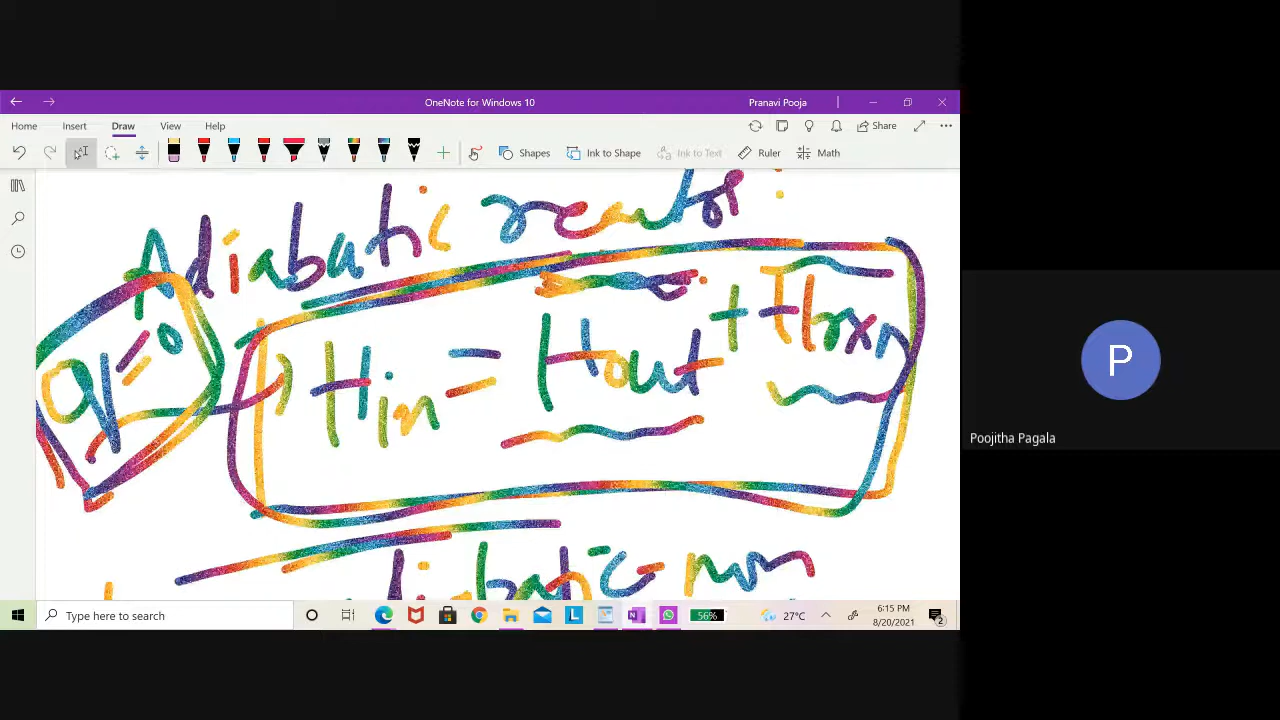 OneNote for Windows 10
Pranavi Pooja
Home Insert Draw View Help
Share
Shapes Ink to Shape Ink to Text Ruler Math
Adiabatic
q=0
Hin = Hout + Hrxn
Type here to search
56%
27°C
6:15 PM
8/20/2021
2
P
Poojitha Pagala